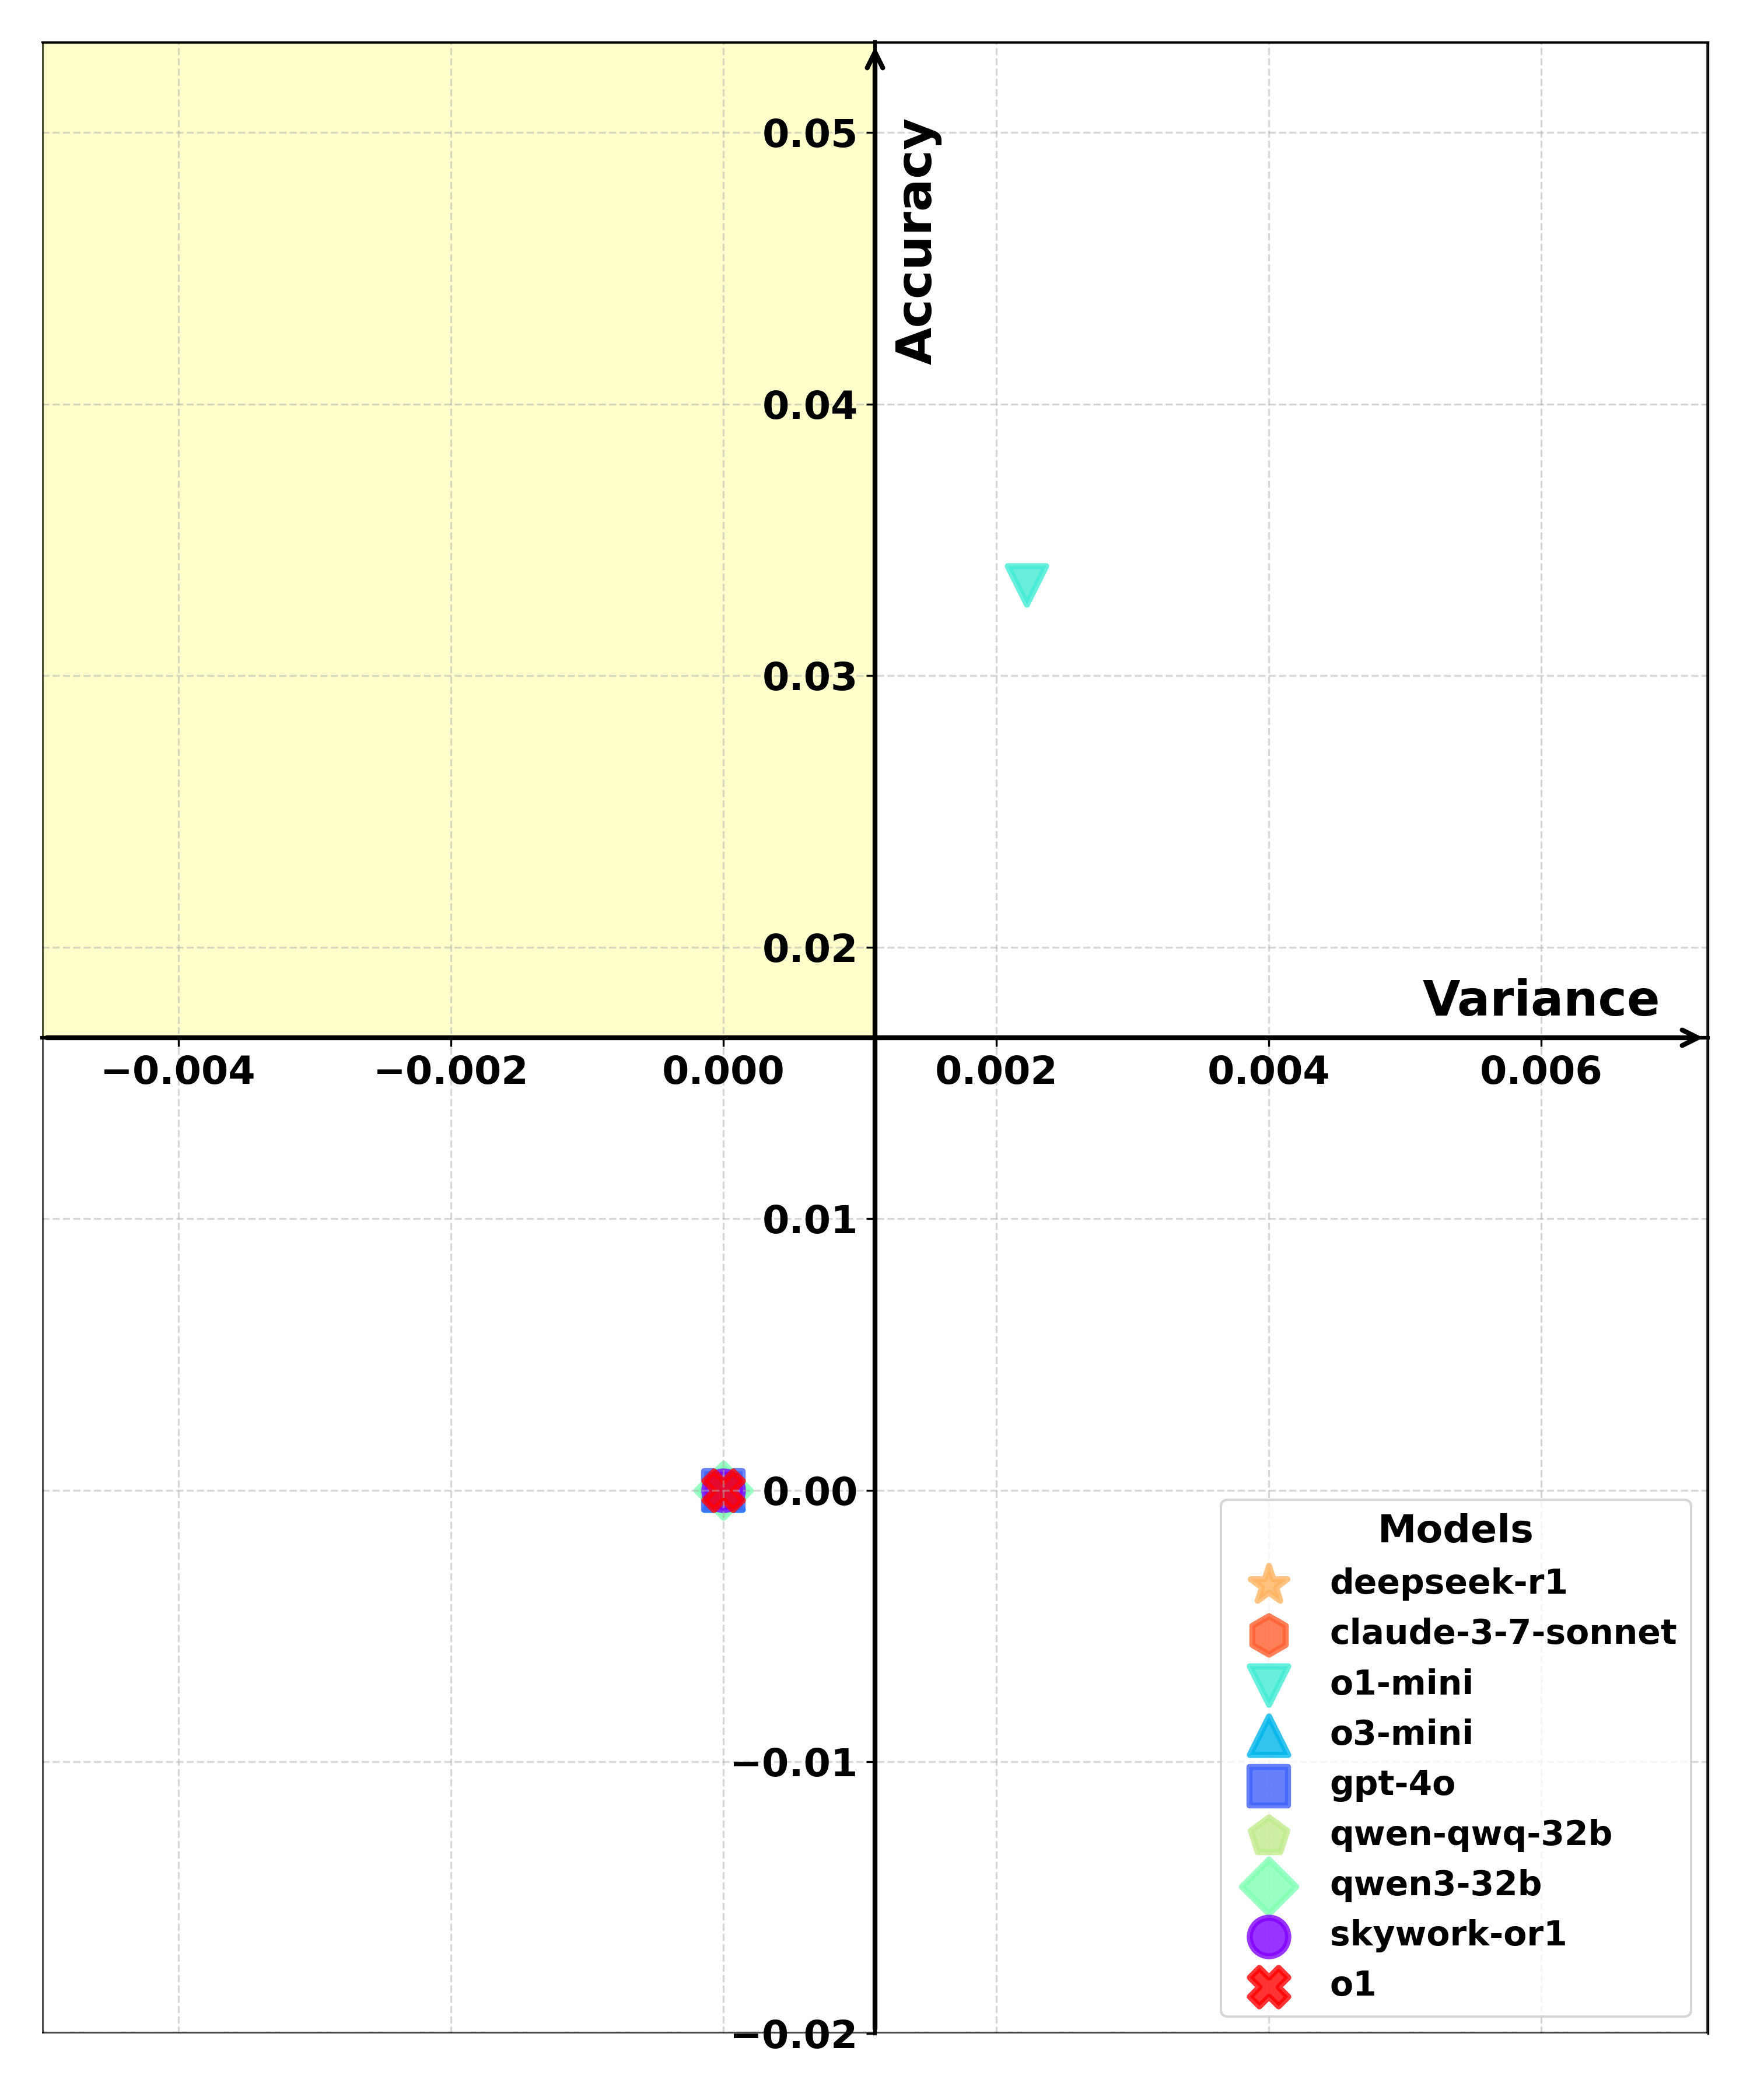 0.05
Accuracy
0.04
0.03
0.02
Variance
−0.004 −0.002 0.000 0.002 0.004 0.006
0.01
0.00
−0.01
−0.02
Models
deepseek-r1
claude-3-7-sonnet
o1-mini
o3-mini
gpt-4o
qwen-qwq-32b
qwen3-32b
skywork-or1
o1